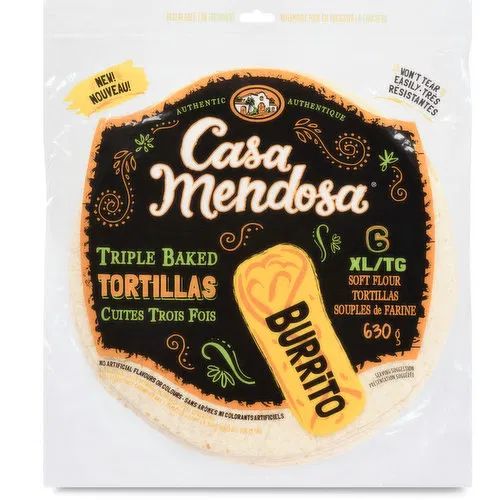 NEW!
NOUVEAU!
WON'T TEAR
EASILY·TRÈS
RÉSISTANTES
AUTHENTIC
AUTHENTIQUE
Casa
Mendosa®
TRIPLE BAKED
TORTILLAS
CUITES TROIS FOIS
6
XL/TG
SOFT FLOUR
TORTILLAS
SOUPLES de FARINE
630 g
BURRiTO
NO ARTIFICIAL FLAVOURS OR COLOURS · SANS ARÔMES NI COLORANTS ARTIFICIELS